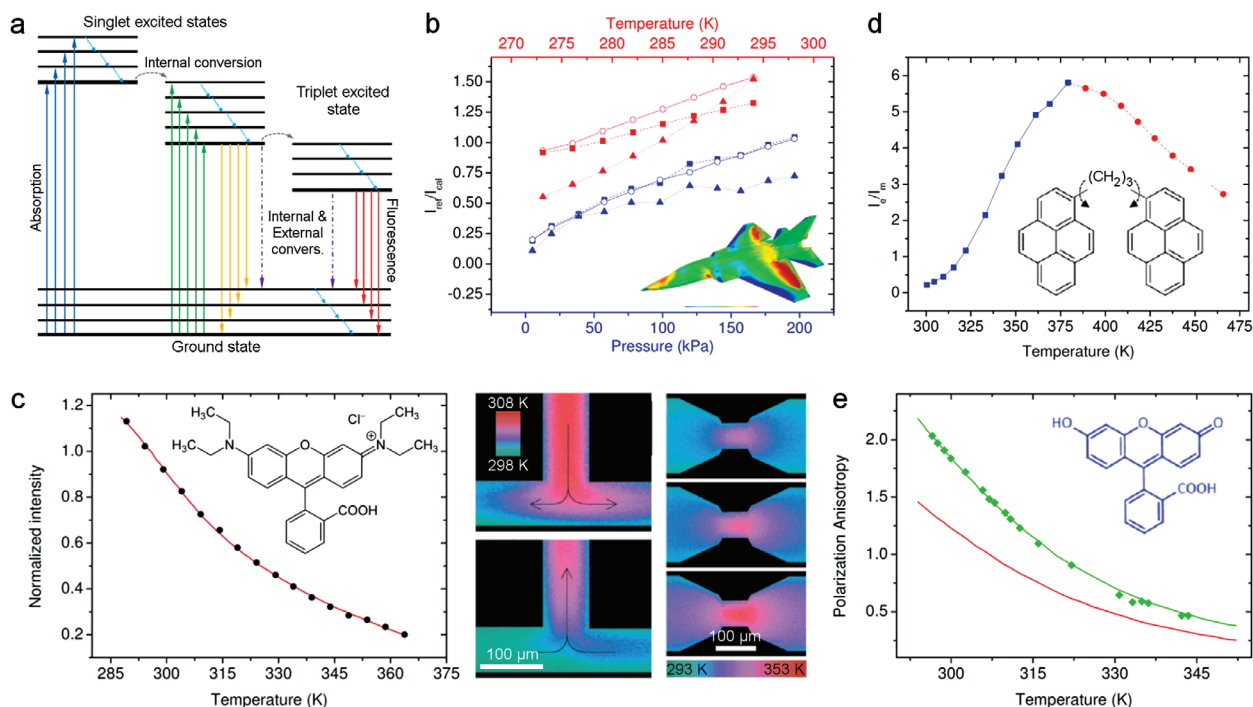 a
Singlet excited states
Internal conversion
Triplet excited
state
Absorption
Internal &
External
convers.
Fluorescence
Ground state
b
Temperature (K)
270 275 280 285 290 295 300
I_ref/I_cal
1.50
1.25
1.00
0.75
0.50
0.25
0.00
-0.25
0 50 100 150 200
Pressure (kPa)
d
I_e/I_m
6
5
4
3
2
1
0
(CH₂)₃
300 325 350 375 400 425 450 475
Temperature (K)
c
Normalized intensity
1.2
1.0
0.8
0.6
0.4
0.2
H₃C
CH₃
Cl⁻
H₃C
N
O
N
⊕
CH₃
COOH
285 300 315 330 345 360 375
Temperature (K)
308 K
298 K
100 µm
100 µm
293 K 353 K
e
Polarization Anisotropy
2.0
1.5
1.0
0.5
HO
O
O
COOH
300 315 330 345
Temperature (K)